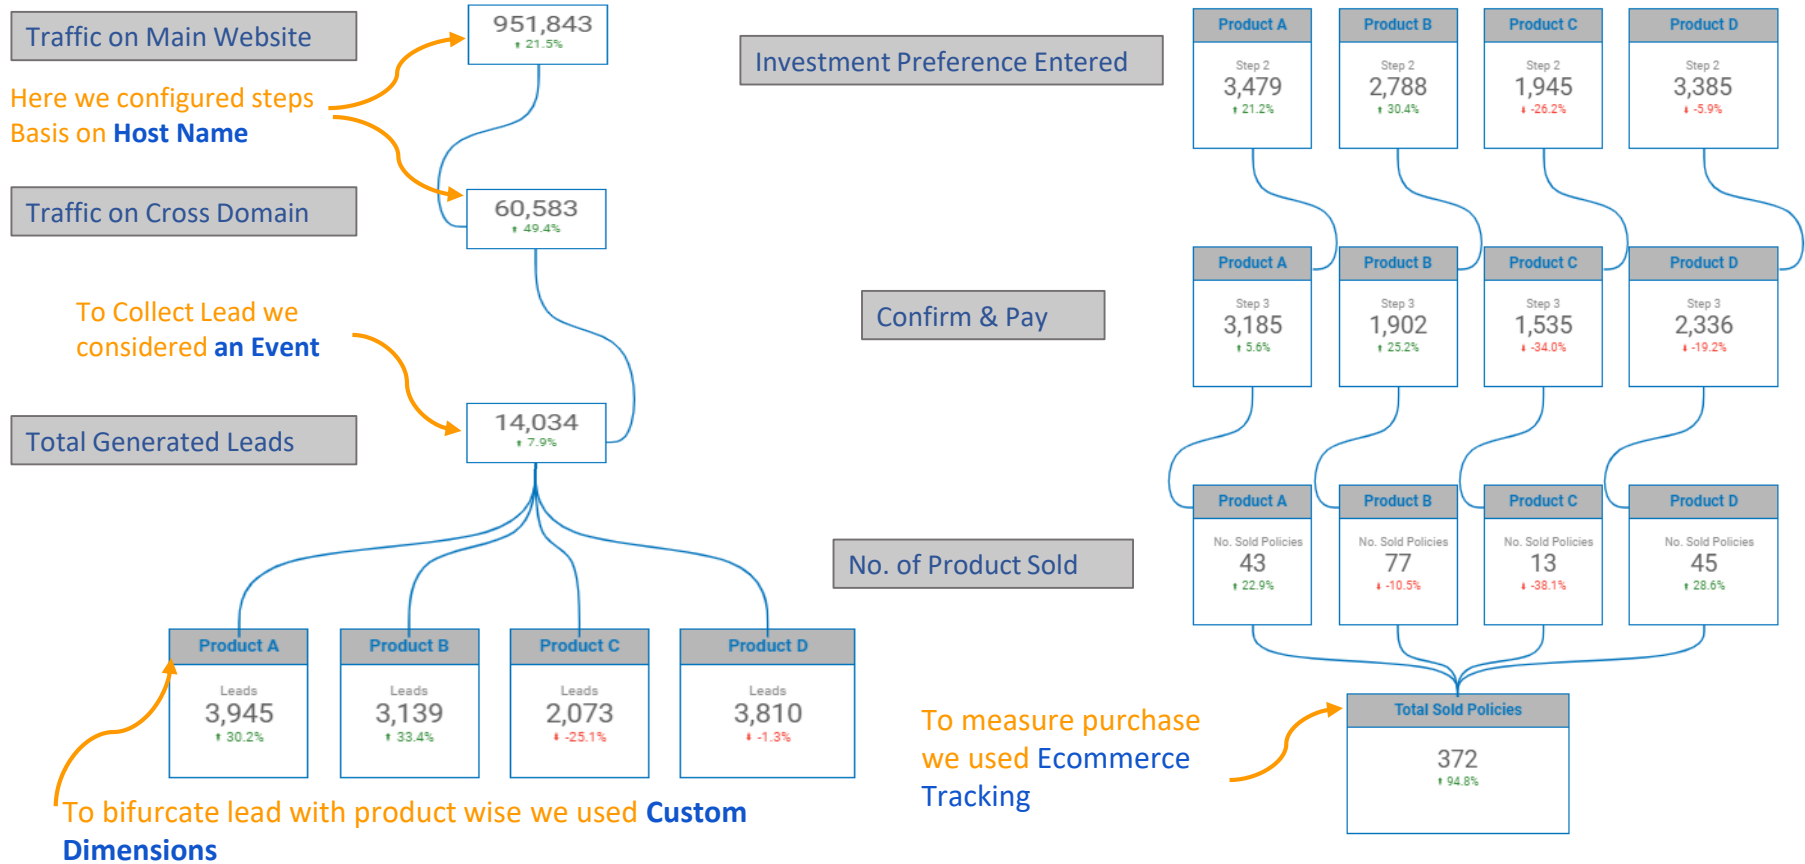 Traffic on Main Website
951,843
⬆ 21.5%
Here we configured steps
Basis on Host Name
Traffic on Cross Domain
60,583
⬆ 49.4%
To Collect Lead we
considered an Event
Total Generated Leads
14,034
⬆ 7.9%
Product A
Leads
3,945
⬆ 30.2%
Product B
Leads
3,139
⬆ 33.4%
Product C
Leads
2,073
⬇ -25.1%
Product D
Leads
3,810
⬇ -1.3%
To bifurcate lead with product wise we used Custom
Dimensions
Investment Preference Entered
Product A
Step 2
3,479
⬆ 21.2%
Product B
Step 2
2,788
⬆ 30.4%
Product C
Step 2
1,945
⬇ -26.2%
Product D
Step 2
3,385
⬇ -5.9%
Confirm & Pay
Product A
Step 3
3,185
⬆ 5.6%
Product B
Step 3
1,902
⬆ 25.2%
Product C
Step 3
1,535
⬇ -34.0%
Product D
Step 3
2,336
⬇ -19.2%
No. of Product Sold
Product A
No. Sold Policies
43
⬆ 22.9%
Product B
No. Sold Policies
77
⬇ -10.5%
Product C
No. Sold Policies
13
⬇ -38.1%
Product D
No. Sold Policies
45
⬆ 28.6%
To measure purchase
we used Ecommerce
Tracking
Total Sold Policies
372
⬆ 94.8%